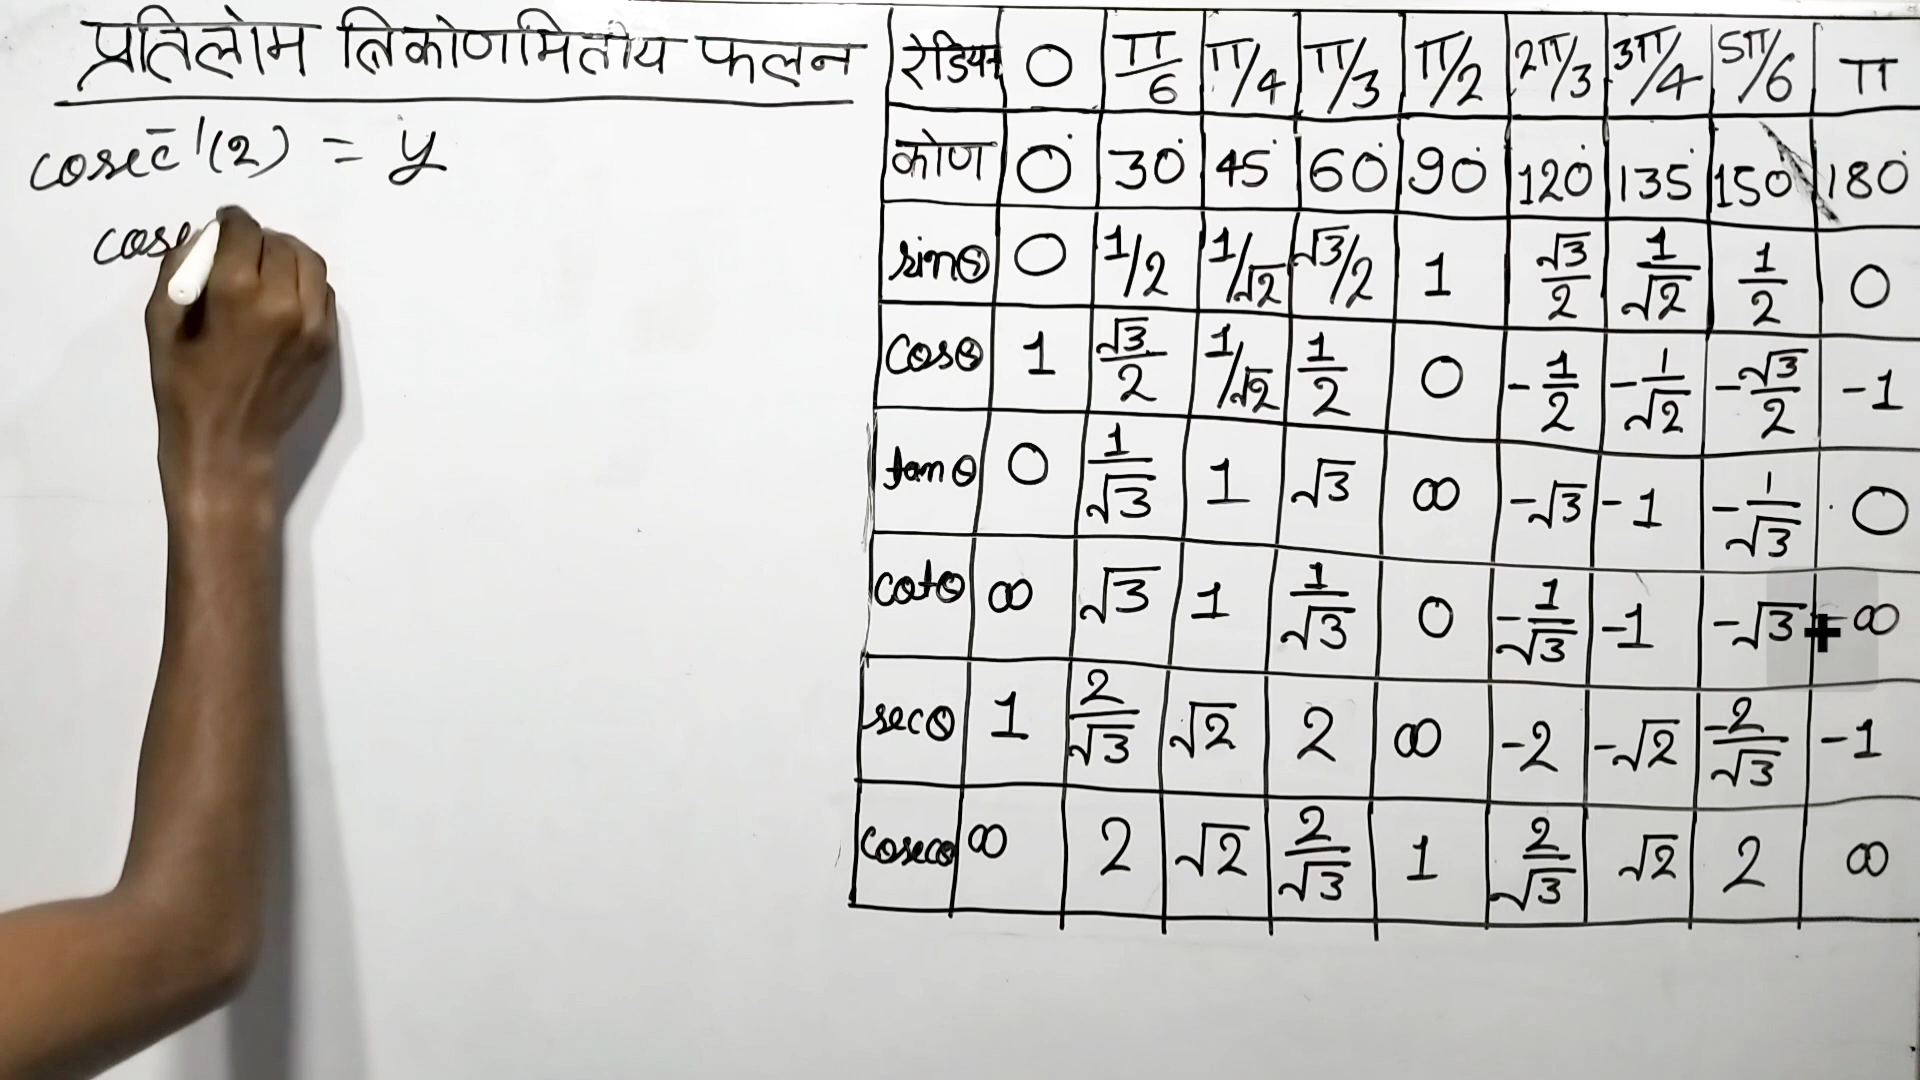 प्रतिलोम त्रिकोणमितीय फलन
cosec⁻¹(2) = y
cose
रेडियन 0 π/6 π/4 π/3 π/2 2π/3 3π/4 5π/6 π
कोण 0° 30° 45° 60° 90° 120° 135° 150° 180°
sinθ 0 1/2 1/√2 √3/2 1 √3/2 1/√2 1/2 0
cosθ 1 √3/2 1/√2 1/2 0 -1/2 -1/√2 -√3/2 -1
tanθ 0 1/√3 1 √3 ∞ -√3 -1 -1/√3 0
cotθ ∞ √3 1 1/√3 0 -1/√3 -1 -√3 -∞
secθ 1 2/√3 √2 2 ∞ -2 -√2 -2/√3 -1
cosecθ ∞ 2 √2 2/√3 1 2/√3 √2 2 ∞